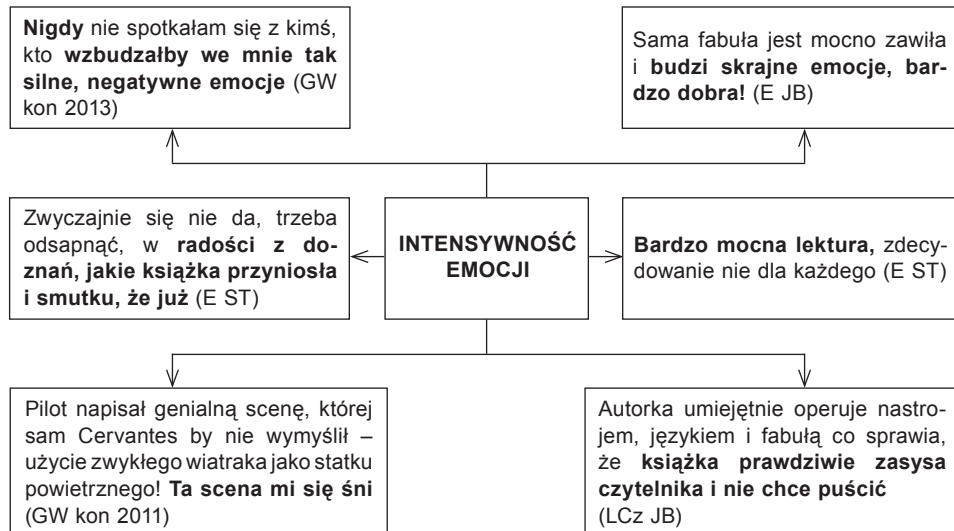 Nigdy nie spotkałam się z kimś,
kto wzbudzałby we mnie tak
silne, negatywne emocje (GW
kon 2013)
Sama fabuła jest mocno zawiła
i budzi skrajne emocje, bar-
dzo dobra! (E JB)
Zwyczajnie się nie da, trzeba
odsapnąć, w radości z do-
znań, jakie książka przyniosła
i smutku, że już (E ST)
INTENSYWNOŚĆ
EMOCJI
Bardzo mocna lektura, zdecy-
dowanie nie dla każdego (E ST)
Pilot napisał genialną scenę, której
sam Cervantes by nie wymyślił –
użycie zwykłego wiatraka jako statku
powietrznego! Ta scena mi się śni
(GW kon 2011)
Autorka umiejętnie operuje nastro-
jem, językiem i fabułą co sprawia,
że książka prawdziwie zasysa
czytelnika i nie chce puścić
(LCz JB)